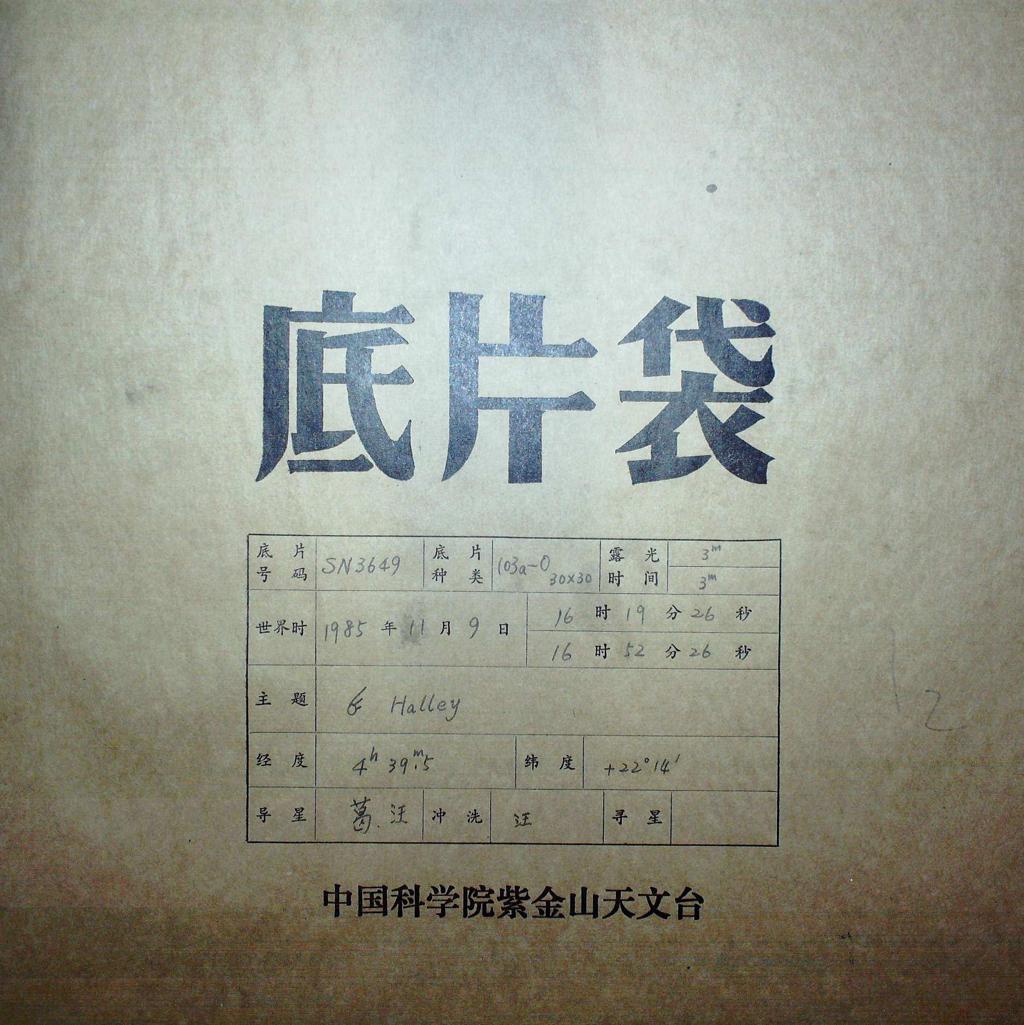 底片袋
底片号码 SN3649 底片种类 103a-O 30×30 露光时间 3m 3m
世界时 1985 年 11 月 9 日 16 时 19 分 26 秒
16 时 52 分 26 秒
主题 Halley
经度 4h 39m.5 纬度 +22°14′
导星 葛.汪 冲洗 汪 寻星
中国科学院紫金山天文台
12